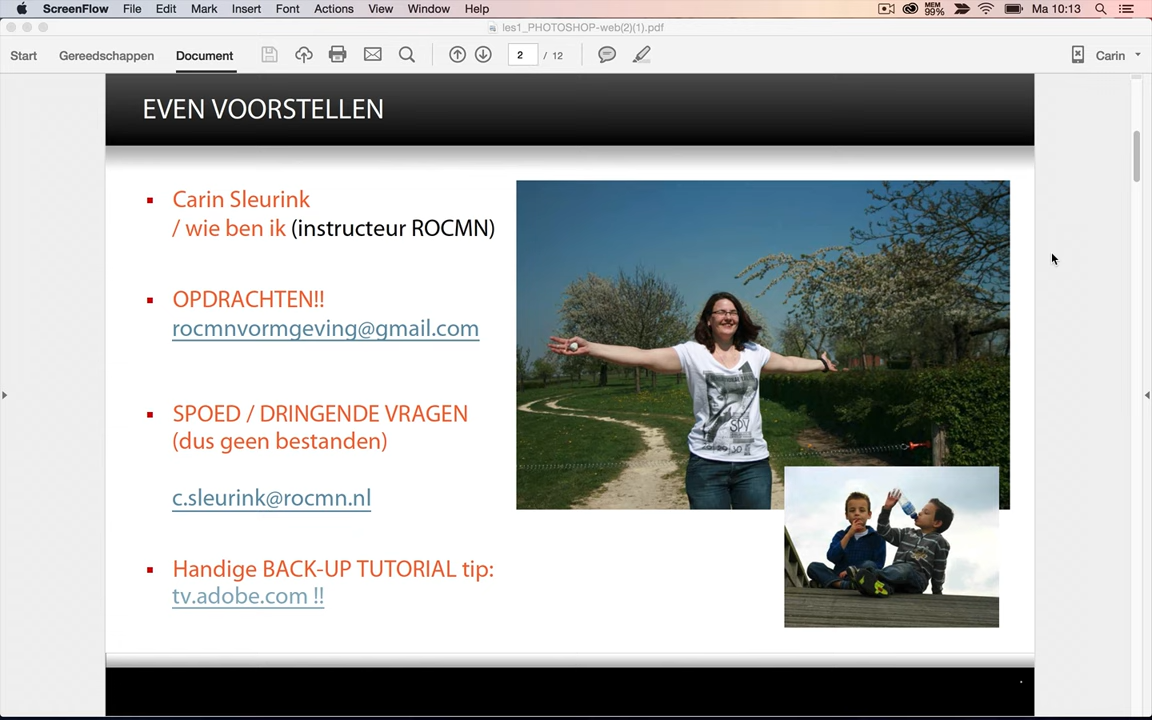 ScreenFlow File Edit Mark Insert Font Actions View Window Help MEM 99% Ma 10:13
les1_PHOTOSHOP-web(2)(1).pdf
Start Gereedschappen Document 2 / 12 Carin
EVEN VOORSTELLEN
Carin Sleurink
/ wie ben ik (instructeur ROCMN)
OPDRACHTEN!!
rocmnvormgeving@gmail.com
SPOED / DRINGENDE VRAGEN
(dus geen bestanden)
c.sleurink@rocmn.nl
Handige BACK-UP TUTORIAL tip:
tv.adobe.com !!